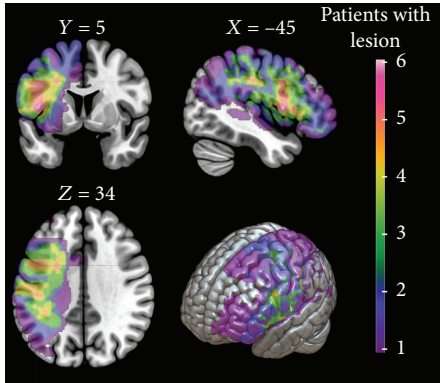 Y = 5
X = –45
Patients with
lesion
6
5
4
3
2
1
Z = 34